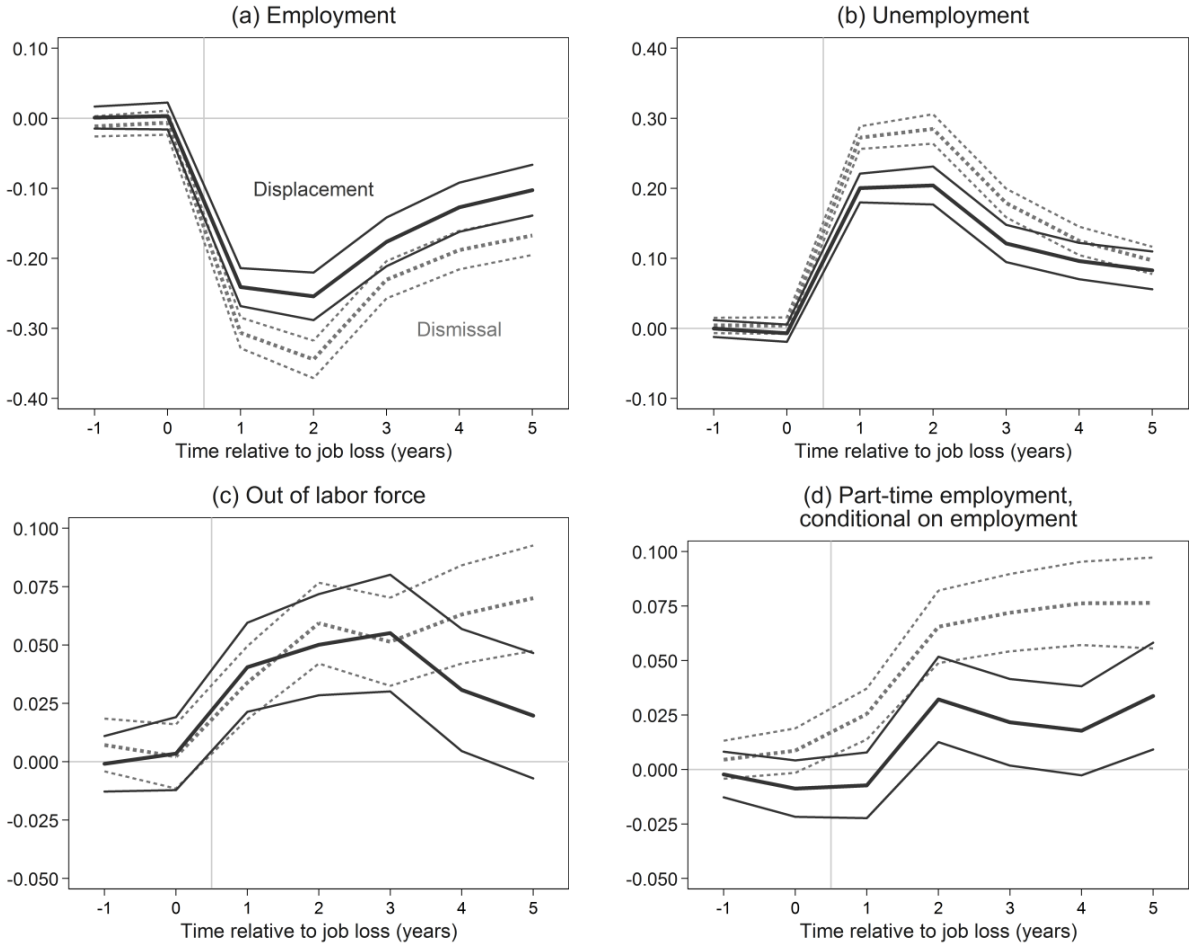 (a) Employment
0.10
0.00
-0.10
-0.20
-0.30
-0.40
Displacement
Dismissal
-1 0 1 2 3 4 5
Time relative to job loss (years)
(b) Unemployment
0.40
0.30
0.20
0.10
0.00
-0.10
-1 0 1 2 3 4 5
Time relative to job loss (years)
(c) Out of labor force
0.100
0.075
0.050
0.025
0.000
-0.025
-0.050
-1 0 1 2 3 4 5
Time relative to job loss (years)
(d) Part-time employment,
conditional on employment
0.100
0.075
0.050
0.025
0.000
-0.025
-0.050
-1 0 1 2 3 4 5
Time relative to job loss (years)